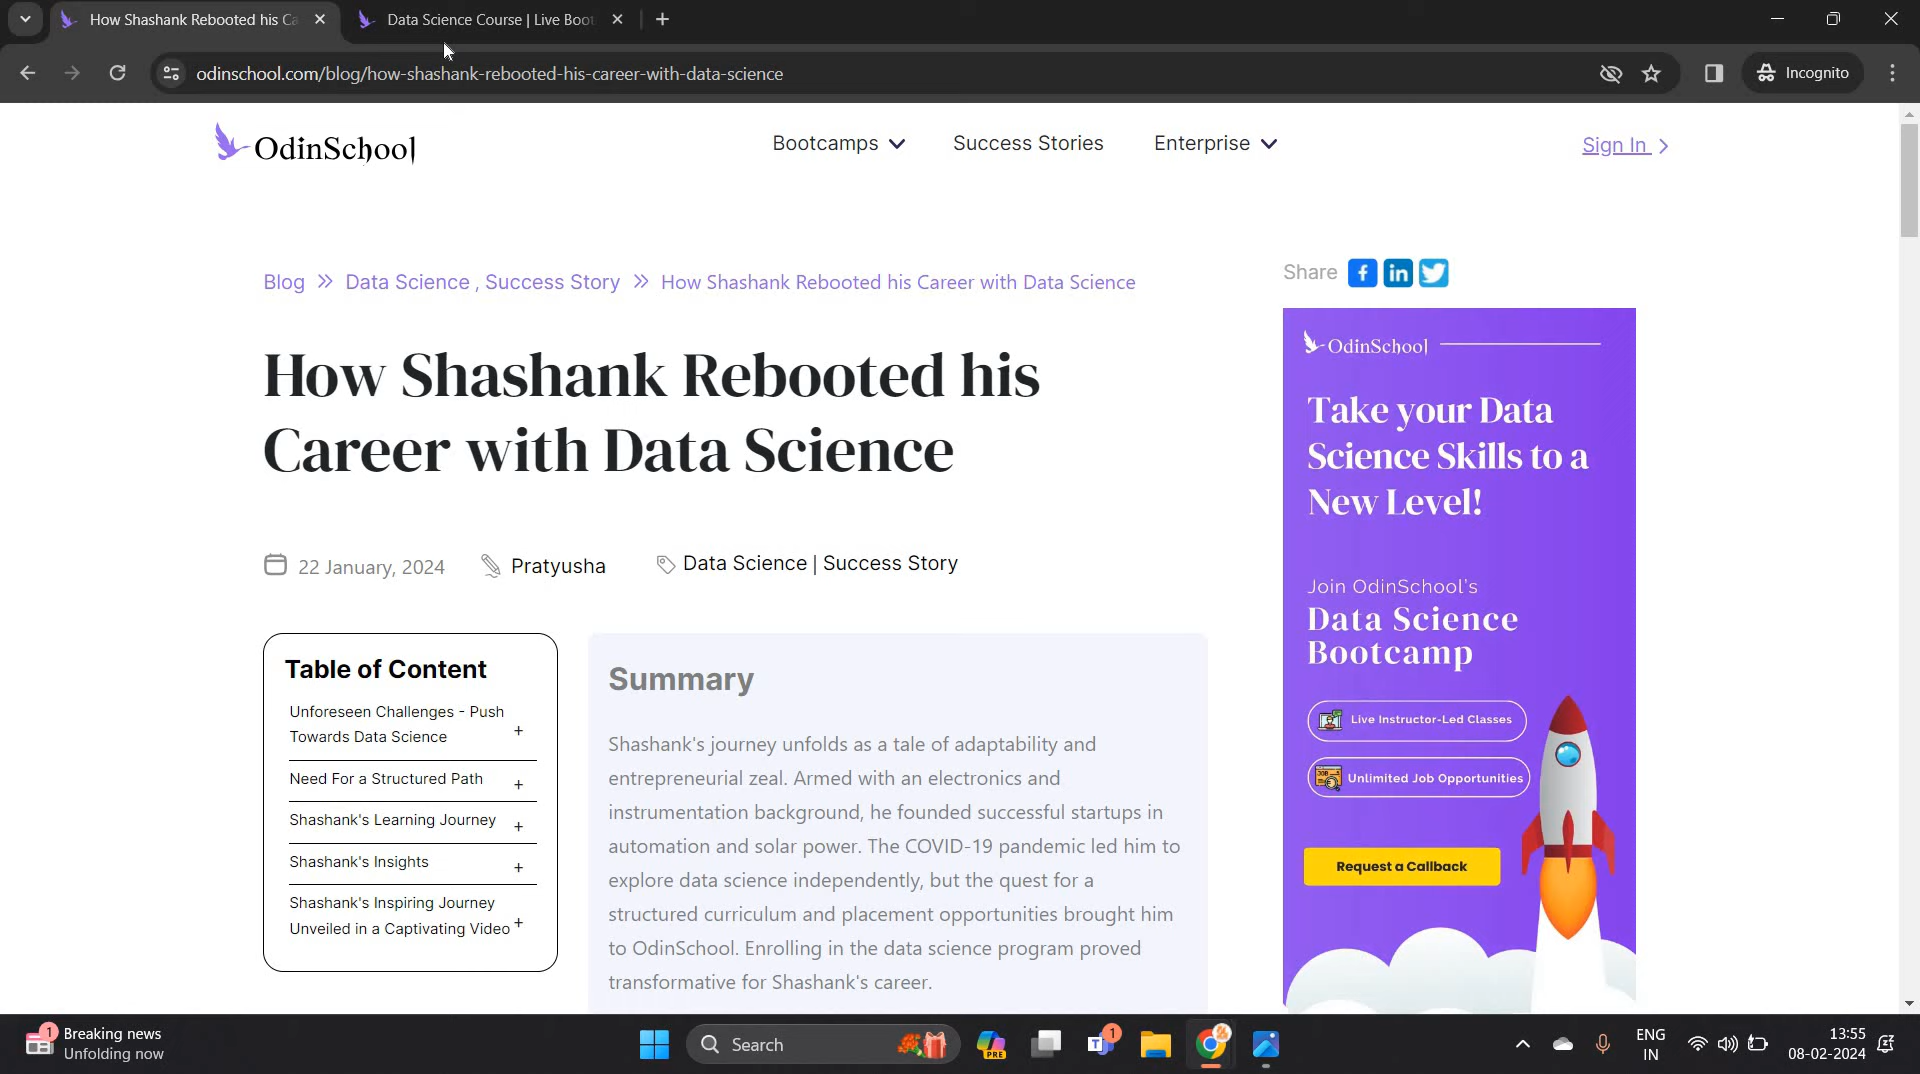 How Shashank Rebooted his Ca
Data Science Course | Live Boot
odinschool.com/blog/how-shashank-rebooted-his-career-with-data-science
Incognito
OdinSchool
Bootcamps
Success Stories
Enterprise
Sign In
Blog >> Data Science , Success Story >> How Shashank Rebooted his Career with Data Science
Share
How Shashank Rebooted his
Career with Data Science
22 January, 2024
Pratyusha
Data Science | Success Story
Table of Content
Unforeseen Challenges - Push
Towards Data Science +
Need For a Structured Path +
Shashank's Learning Journey +
Shashank's Insights +
Shashank's Inspiring Journey
Unveiled in a Captivating Video +
Summary
Shashank's journey unfolds as a tale of adaptability and
entrepreneurial zeal. Armed with an electronics and
instrumentation background, he founded successful startups in
automation and solar power. The COVID-19 pandemic led him to
explore data science independently, but the quest for a
structured curriculum and placement opportunities brought him
to OdinSchool. Enrolling in the data science program proved
transformative for Shashank's career.
OdinSchool
Take your Data
Science Skills to a
New Level!
Join OdinSchool's
Data Science
Bootcamp
Live Instructor-Led Classes
Unlimited Job Opportunities
Request a Callback
1
Breaking news
Unfolding now
Search
PRE
1
ENG
IN
13:55
08-02-2024